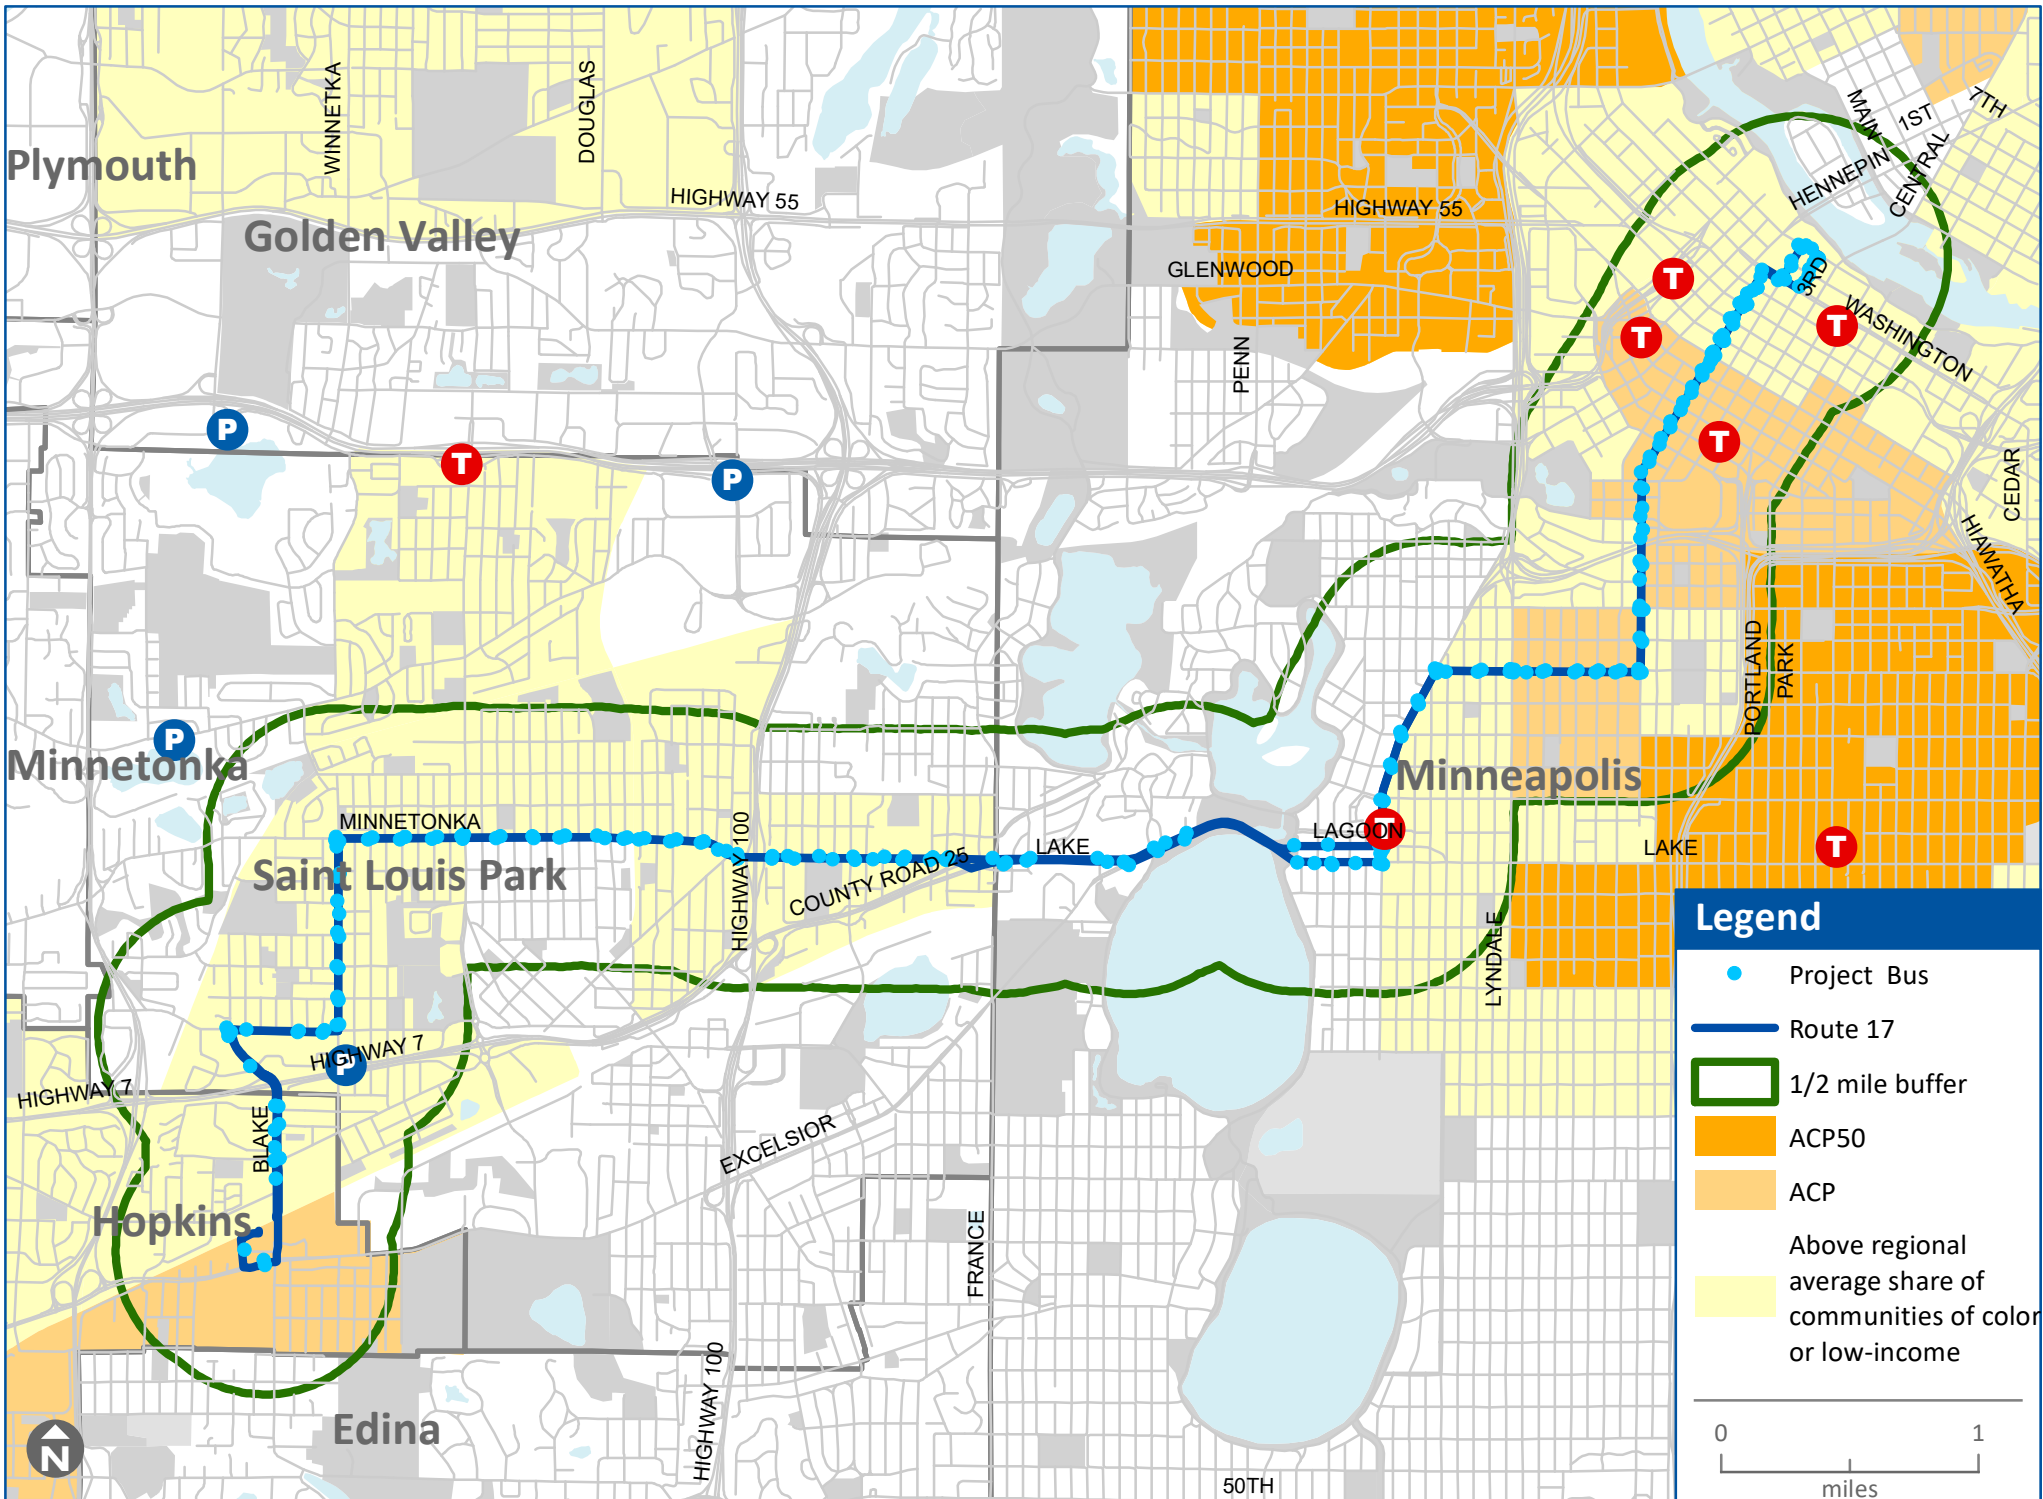 WINNETKA
DOUGLAS
MAIN
1ST
7TH
Plymouth
HIGHWAY 55
HIGHWAY 55
HENNEPIN
CENTRAL
Golden Valley
GLENWOOD
3RD
T
T
T
WASHINGTON
PENN
P
T
P
T
CEDAR
HIAWATHA
PORTLAND
PARK
P
Minnetonka
Minneapolis
MINNETONKA
HIGHWAY 100
LAGOON
T
LAKE
LAKE
T
Saint Louis Park
COUNTY ROAD 25
LYNDALE
HIGHWAY 7
P
HIGHWAY 7
BLAKE
EXCELSIOR
Hopkins
FRANCE
HIGHWAY 100
Edina
N
50TH
Legend
Project Bus
Route 17
1/2 mile buffer
ACP50
ACP
Above regional
average share of
communities of color
or low-income
0 1
miles